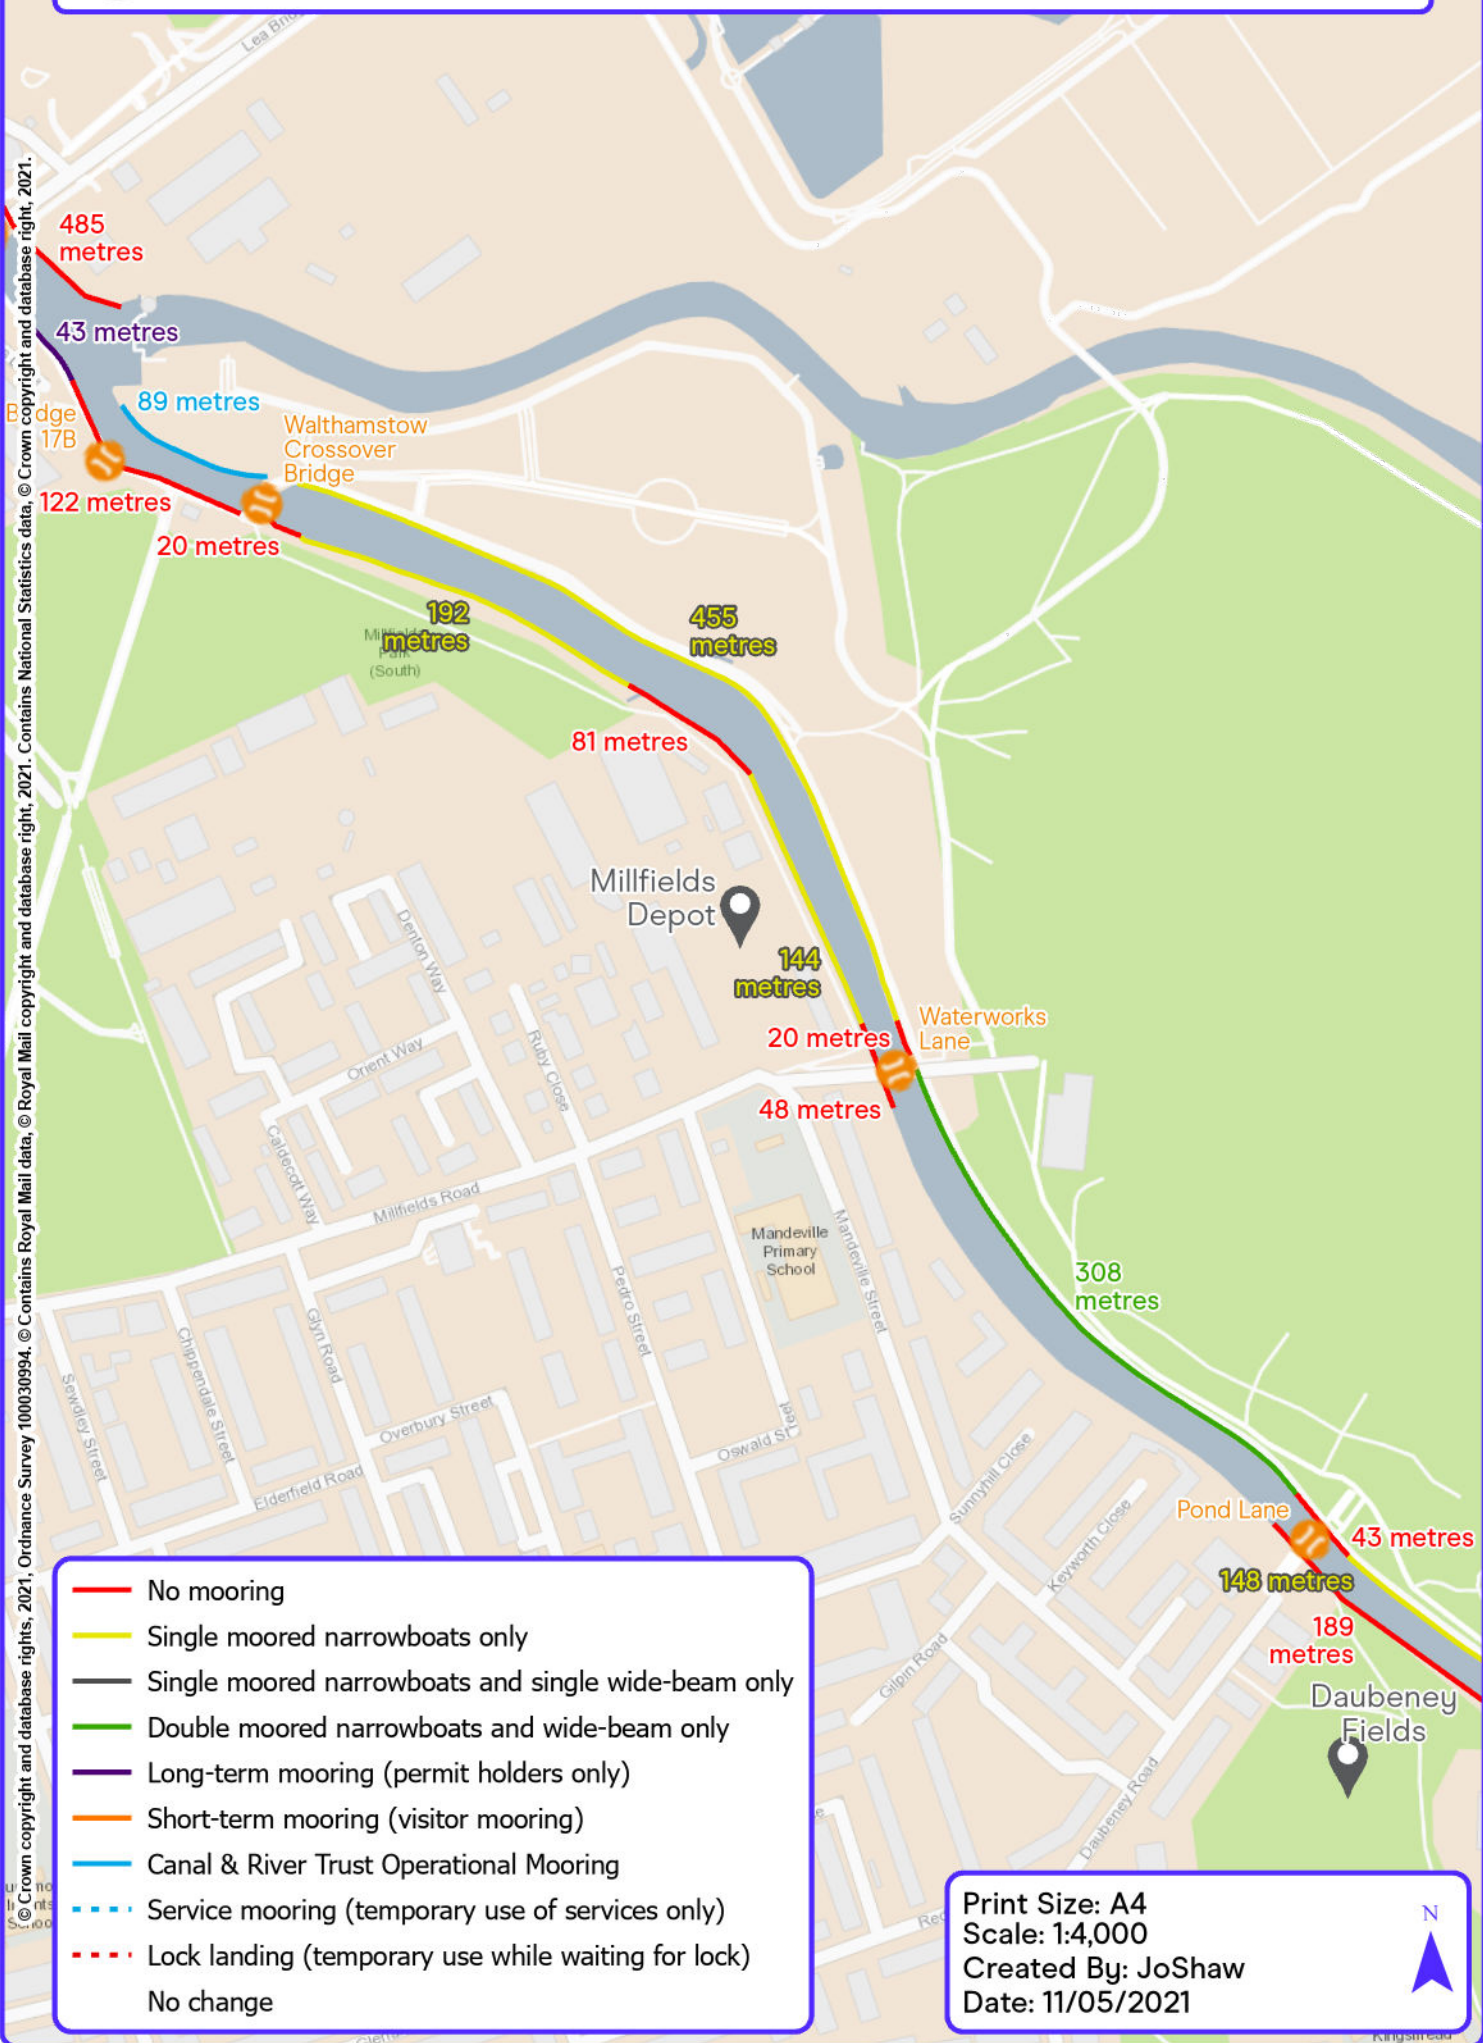 Lea Bri
485
metres
43 metres
89 metres
dge
17B
Walthamstow
Crossover
Bridge
122 metres
20 metres
192
metres
Park
(South)
455
metres
81 metres
Millfields
Depot
144
metres
20 metres
Waterworks
Lane
48 metres
Denton Way
Orient Way
Ruby Close
Caldecott Way
Millfields Road
Mandeville
Primary
School
Mandeville Street
Pedro Street
Glyn Road
Chippendale Street
Sewdley Street
Overbury Street
Elderfield Road
Oswald St
reet
Sunnyhill Close
Keyworth Close
Gilpin Road
Daubeney Road
308
metres
Pond Lane
43 metres
148 metres
189
metres
Daubeney
Fields
© Crown copyright and database rights, 2021, Ordnance Survey 100030994. © Contains Royal Mail data, © Royal Mail copyright and database right, 2021. Contains National Statistics data, © Crown copyright and database right, 2021.
No mooring
Single moored narrowboats only
Single moored narrowboats and single wide-beam only
Double moored narrowboats and wide-beam only
Long-term mooring (permit holders only)
Short-term mooring (visitor mooring)
Canal & River Trust Operational Mooring
Service mooring (temporary use of services only)
Lock landing (temporary use while waiting for lock)
No change
Print Size: A4
Scale: 1:4,000
Created By: JoShaw
Date: 11/05/2021
N